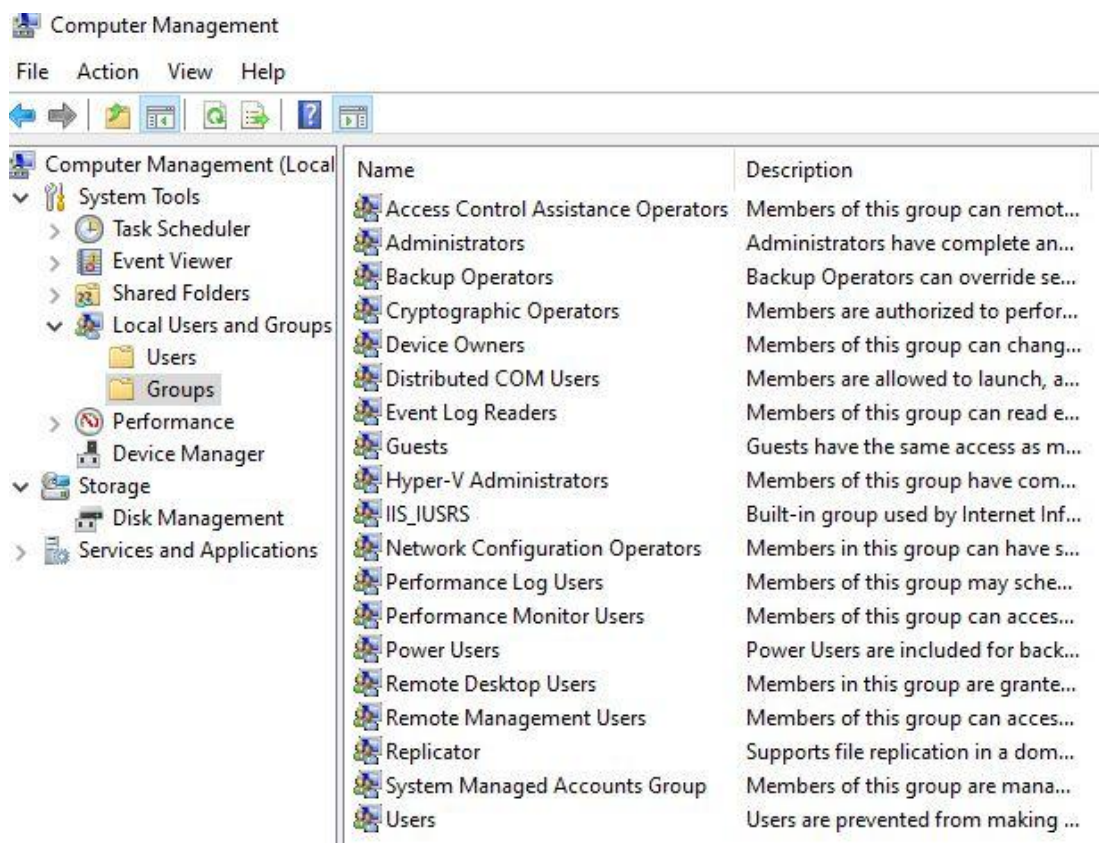 Computer Management
File Action View Help
Computer Management (Local
System Tools
Task Scheduler
Event Viewer
Shared Folders
Local Users and Groups
Users
Groups
Performance
Device Manager
Storage
Disk Management
Services and Applications
Name Description
Access Control Assistance Operators Members of this group can remot...
Administrators Administrators have complete an...
Backup Operators Backup Operators can override se...
Cryptographic Operators Members are authorized to perfor...
Device Owners Members of this group can chang...
Distributed COM Users Members are allowed to launch, a...
Event Log Readers Members of this group can read e...
Guests Guests have the same access as m...
Hyper-V Administrators Members of this group have com...
IIS_IUSRS Built-in group used by Internet Inf...
Network Configuration Operators Members in this group can have s...
Performance Log Users Members of this group may sche...
Performance Monitor Users Members of this group can acces...
Power Users Power Users are included for back...
Remote Desktop Users Members in this group are grante...
Remote Management Users Members of this group can acces...
Replicator Supports file replication in a dom...
System Managed Accounts Group Members of this group are mana...
Users Users are prevented from making ...